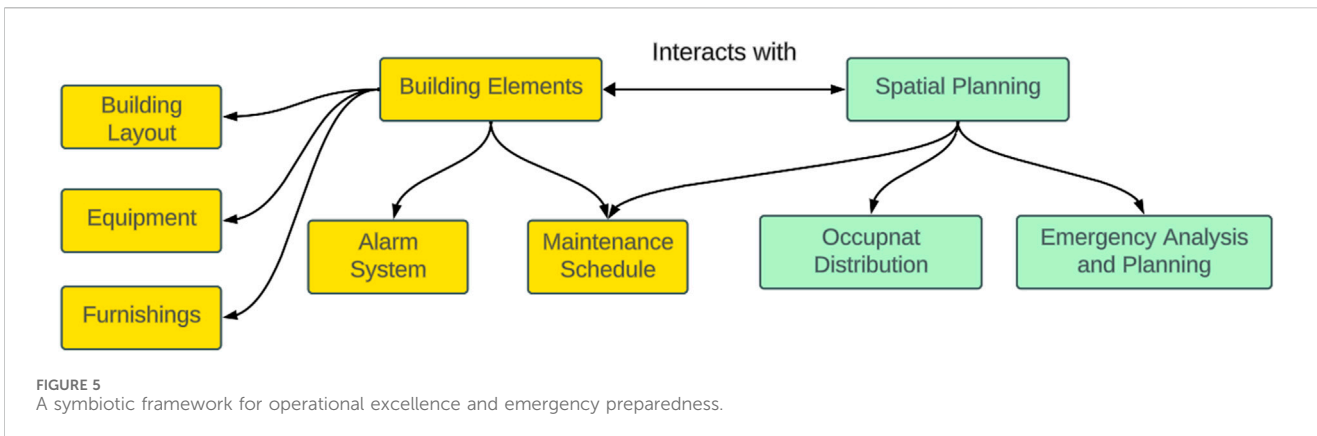 Interacts with
Building Elements
Spatial Planning
Building
Layout
Equipment
Furnishings
Alarm
System
Maintenance
Schedule
Occupnat
Distribution
Emergency Analysis
and Planning
FIGURE 5
A symbiotic framework for operational excellence and emergency preparedness.